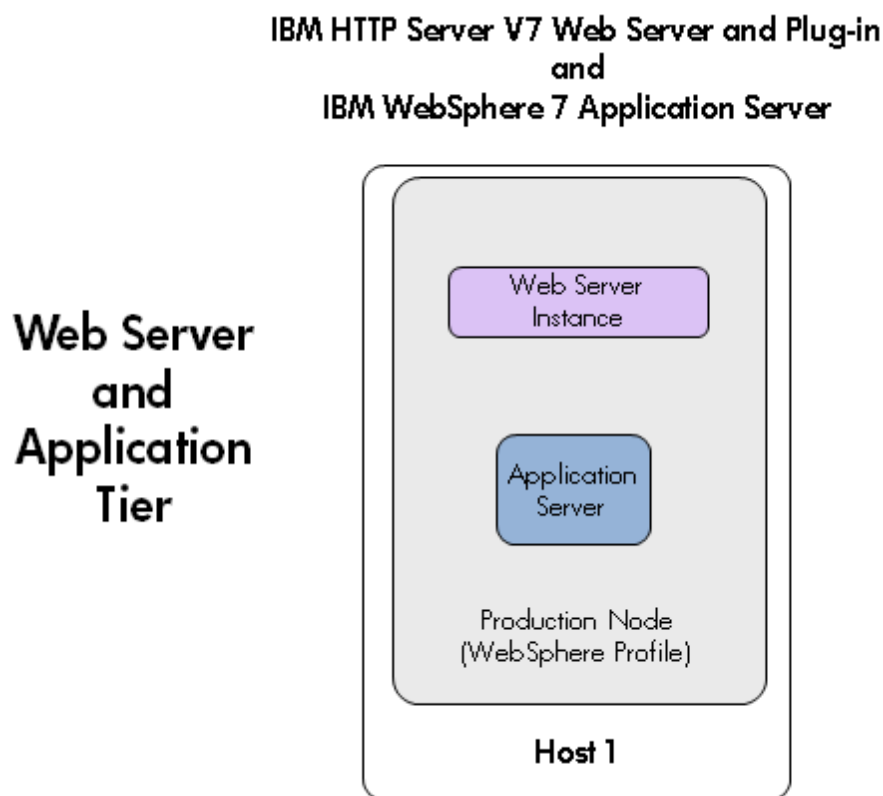 IBM HTTP Server V7 Web Server and Plug-in
and
IBM WebSphere 7 Application Server
Web Server
and
Application
Tier
Web Server
Instance
Application
Server
Production Node
(WebSphere Profile)
Host 1